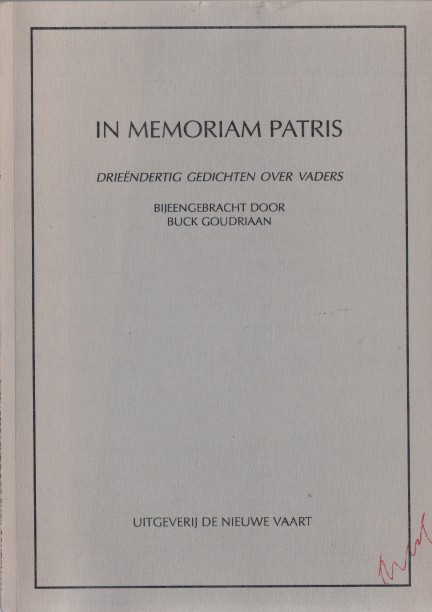 IN MEMORIAM PATRIS
DRIEËNDERTIG GEDICHTEN OVER VADERS
BIJEENGEBRACHT DOOR
BUCK GOUDRIAAN
UITGEVERIJ DE NIEUWE VAART